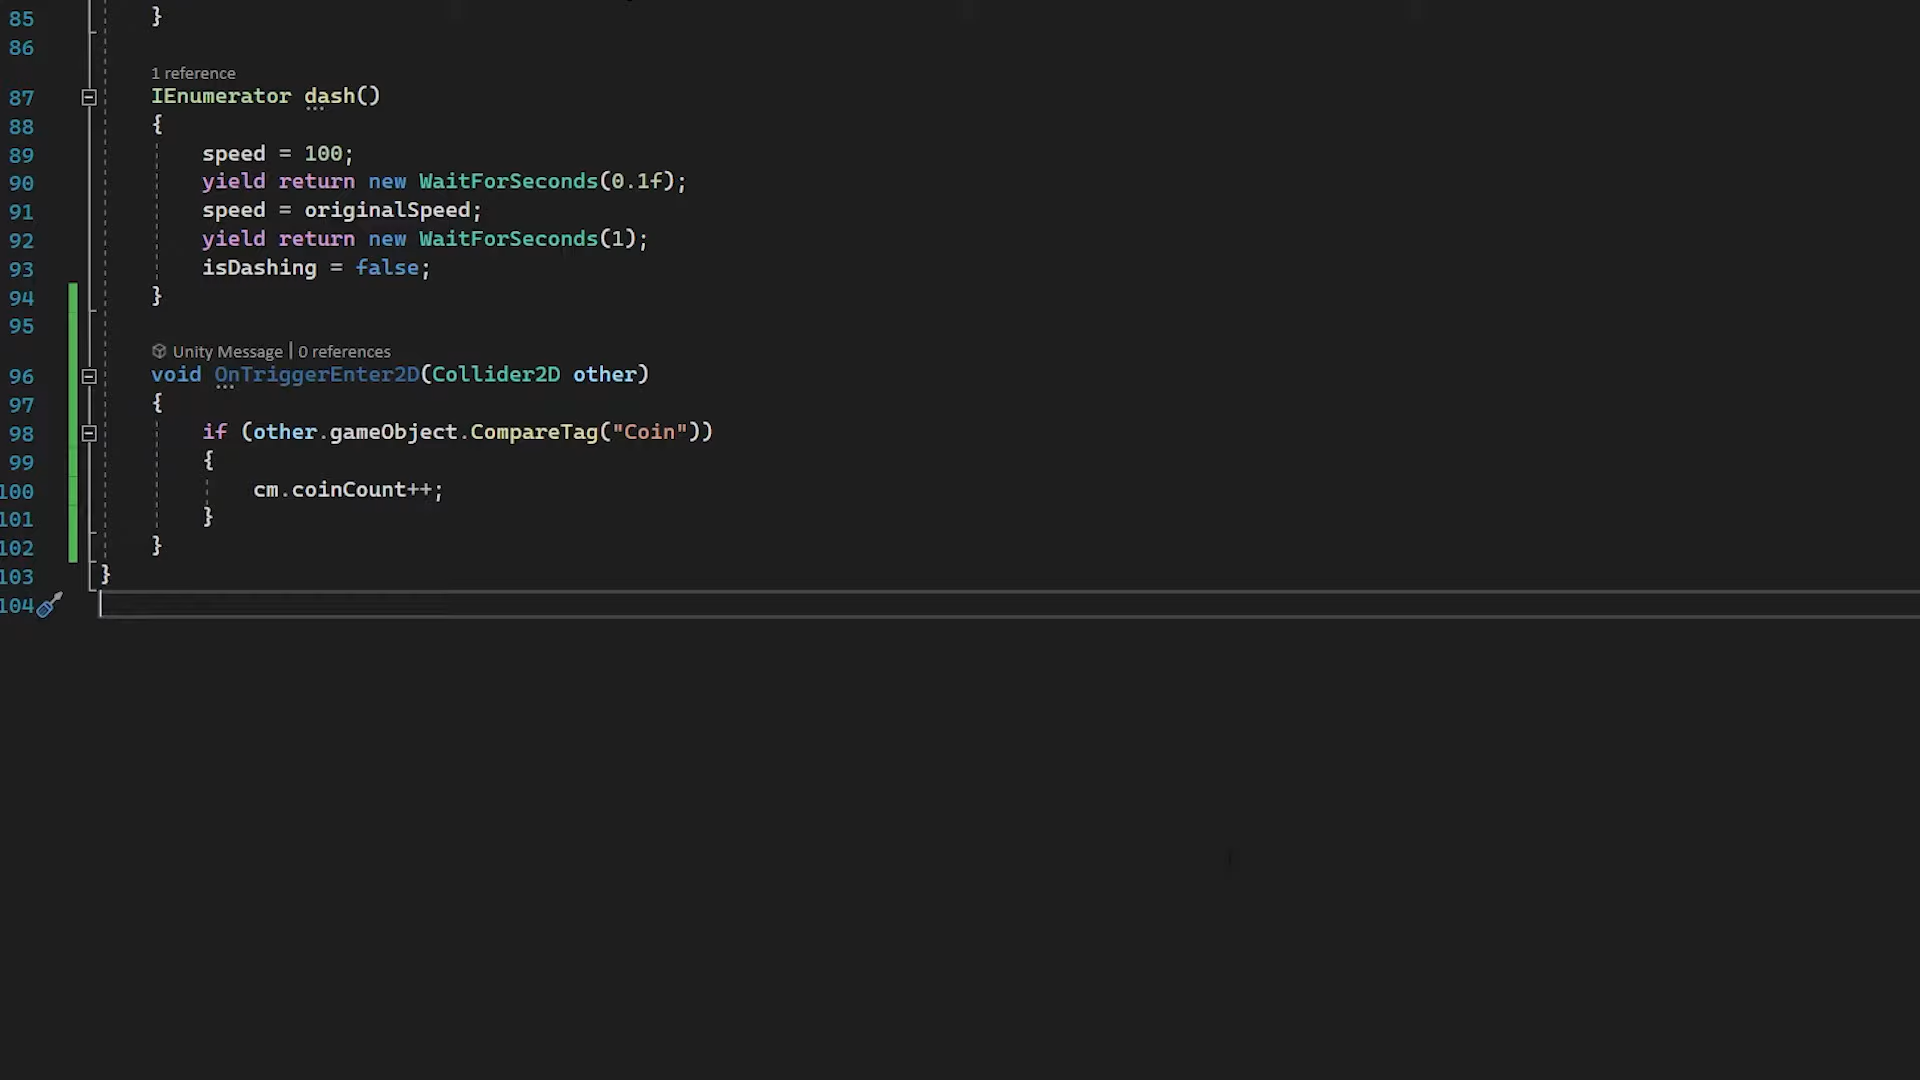 85 }
86
1 reference
87 IEnumerator dash()
88 {
89 speed = 100;
90 yield return new WaitForSeconds(0.1f);
91 speed = originalSpeed;
92 yield return new WaitForSeconds(1);
93 isDashing = false;
94 }
95
Unity Message | 0 references
96 void OnTriggerEnter2D(Collider2D other)
97 {
98 if (other.gameObject.CompareTag("Coin"))
99 {
100 cm.coinCount++;
101 }
102 }
103 }
104